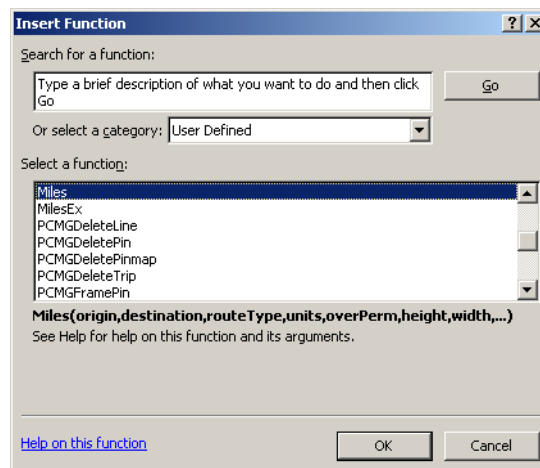 Insert Function
Search for a function:
Type a brief description of what you want to do and then click
Go
Go
Or select a category: User Defined
Select a function:
Miles
MilesEx
PCMGDeleteLine
PCMGDeletePin
PCMGDeletePinmap
PCMGDeleteTrip
PCMGFramePin
Miles(origin,destination,routeType,units,overPerm,height,width,...)
See Help for help on this function and its arguments.
Help on this function
OK
Cancel